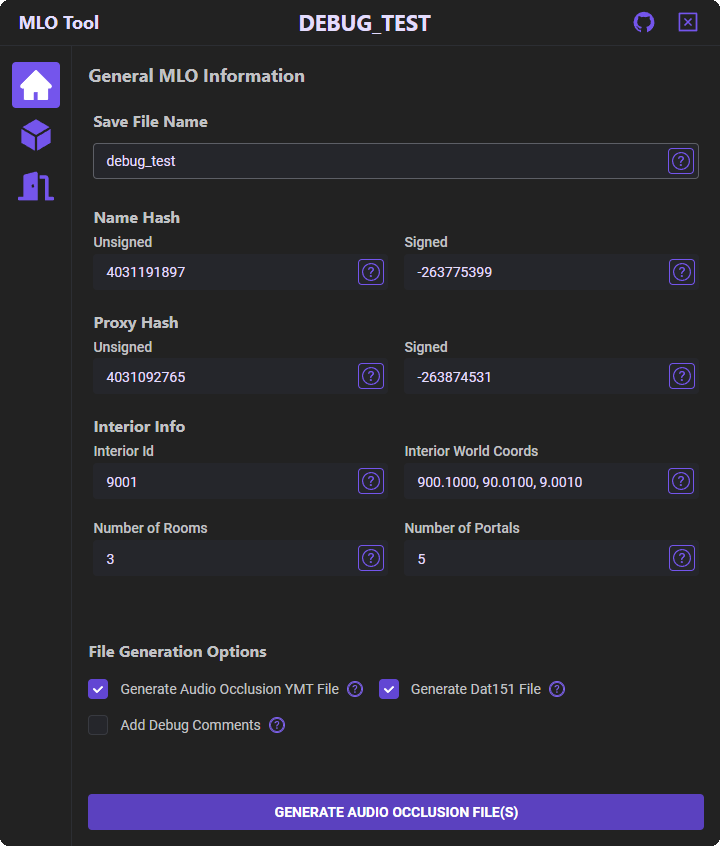 MLO Tool
DEBUG_TEST
General MLO Information
Save File Name
debug_test
Name Hash
Unsigned Signed
4031191897 -263775399
Proxy Hash
Unsigned Signed
4031092765 -263874531
Interior Info
Interior Id Interior World Coords
9001 900.1000, 90.0100, 9.0010
Number of Rooms Number of Portals
3 5
File Generation Options
Generate Audio Occlusion YMT File Generate Dat151 File
Add Debug Comments
GENERATE AUDIO OCCLUSION FILE(S)